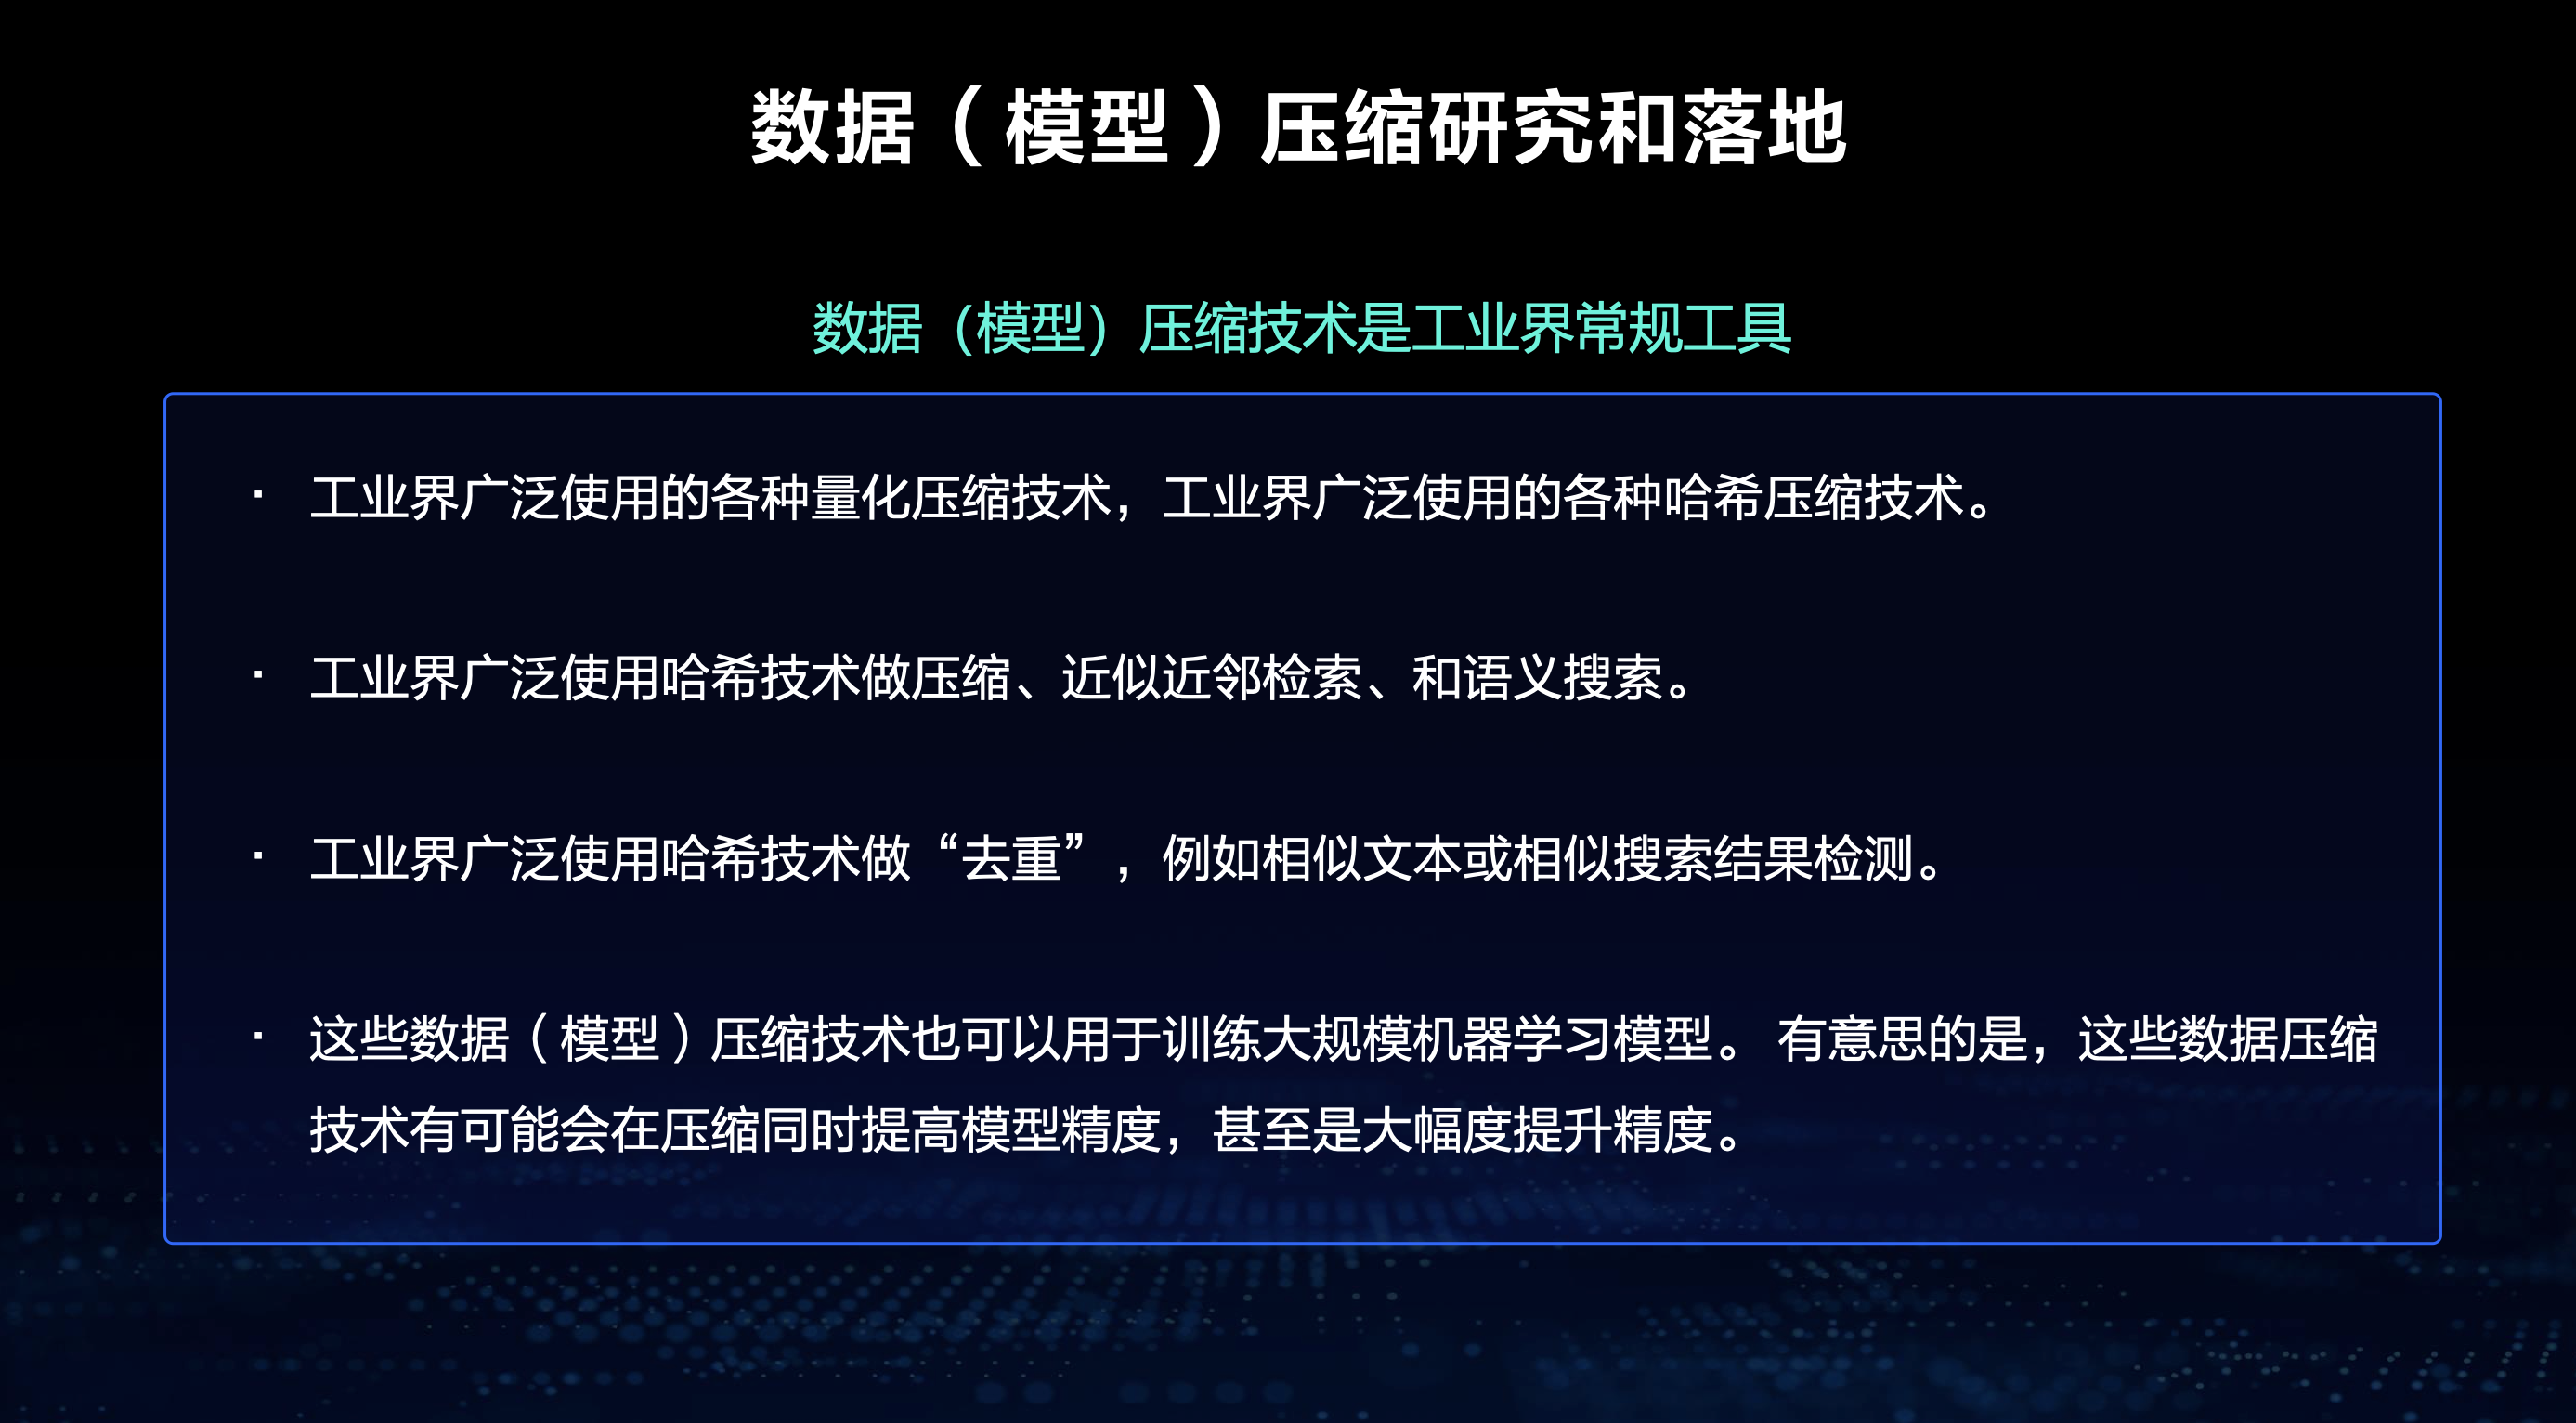 数据（模型）压缩研究和落地
数据（模型）压缩技术是工业界常规工具
· 工业界广泛使用的各种量化压缩技术，工业界广泛使用的各种哈希压缩技术。
· 工业界广泛使用哈希技术做压缩、近似近邻检索、和语义搜索。
· 工业界广泛使用哈希技术做“去重”，例如相似文本或相似搜索结果检测。
· 这些数据（模型）压缩技术也可以用于训练大规模机器学习模型。 有意思的是，这些数据压缩
技术有可能会在压缩同时提高模型精度，甚至是大幅度提升精度。